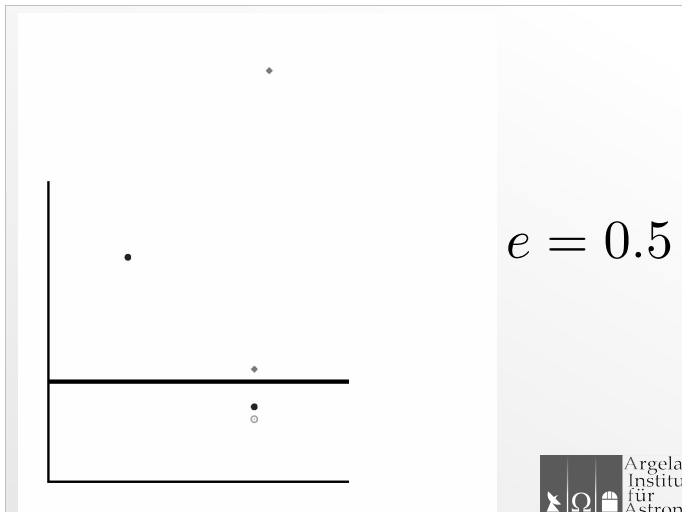 e = 0.5
Argela
Institu
für
Astron
Ω